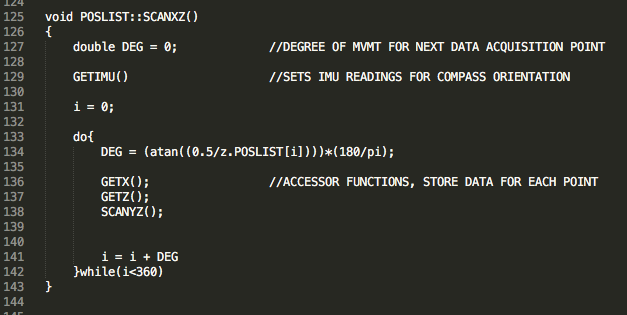 124
125 void POSLIST::SCANXZ()
126 {
127 double DEG = 0; //DEGREE OF MVMT FOR NEXT DATA ACQUISITION POINT
128
129 GETIMU() //SETS IMU READINGS FOR COMPASS ORIENTATION
130
131 i = 0;
132
133 do{
134 DEG = (atan((0.5/z.POSLIST[i])))*(180/pi);
135
136 GETX(); //ACCESSOR FUNCTIONS, STORE DATA FOR EACH POINT
137 GETZ();
138 SCANYZ();
139
140
141 i = i + DEG
142 }while(i<360)
143 }
144